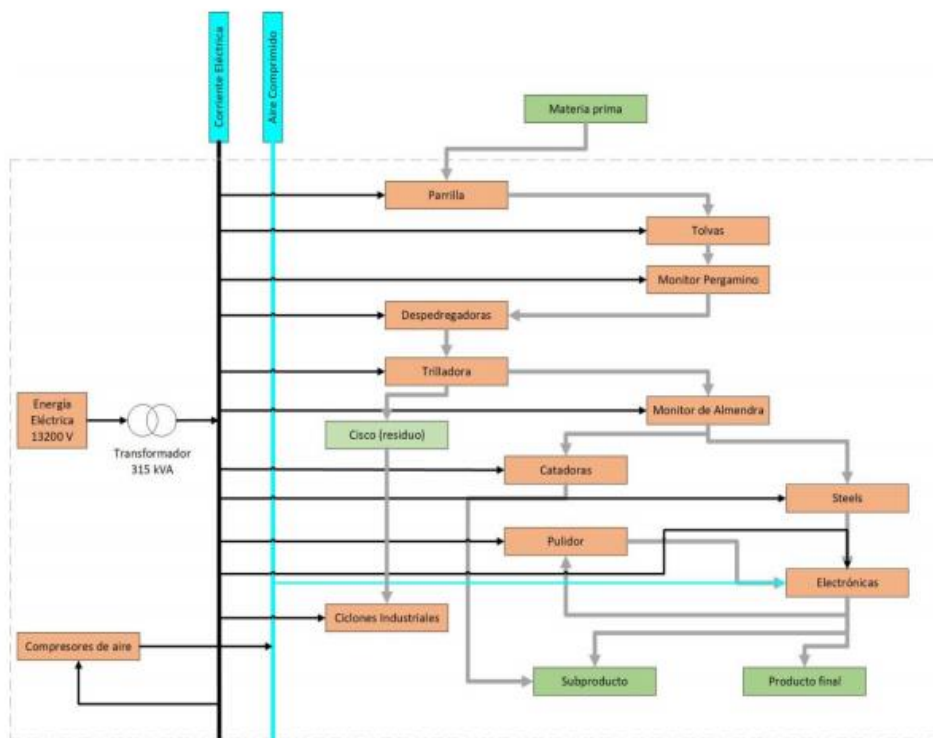 Corriente Eléctrica
Aire Comprimido
Materia prima
Parrilla
Tolvas
Monitor Pergamino
Despedregadoras
Trilladora
Energía
Eléctrica
13200 V
Transformador
315 kVA
Monitor de Almendra
Cisco (residuo)
Catadoras
Steels
Pulidor
Electrónicas
Ciclones Industriales
Compresores de aire
Subproducto
Producto final